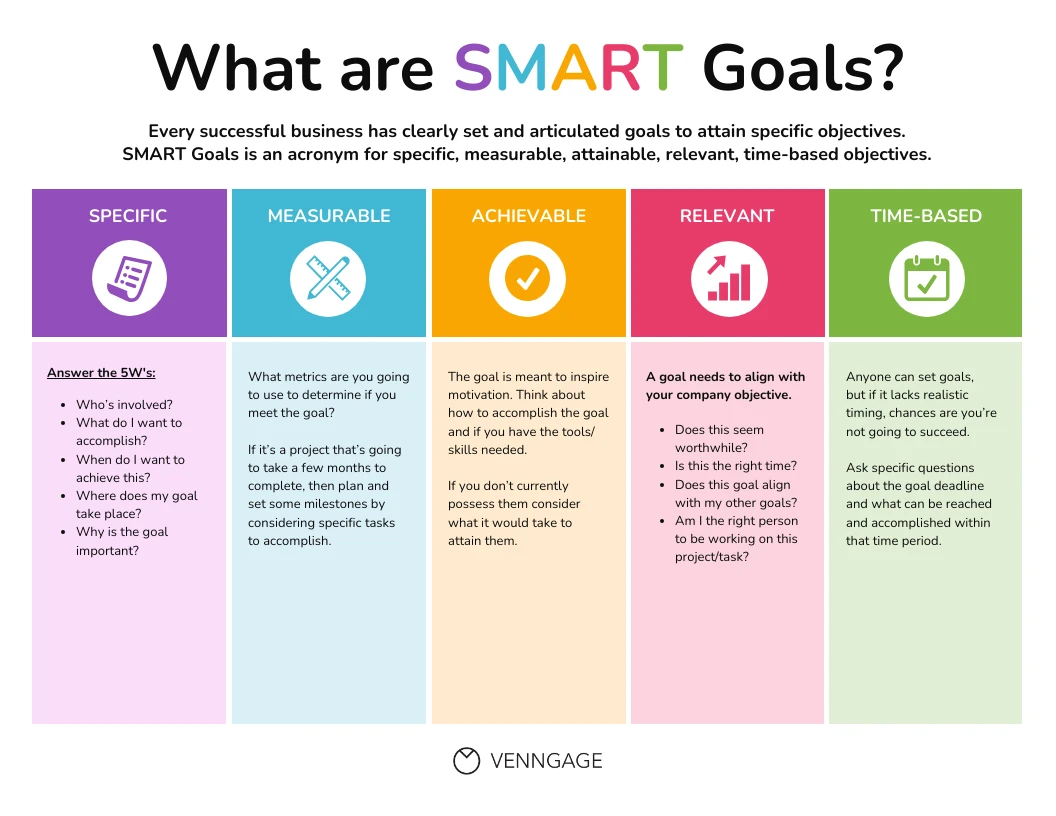 What are SMART Goals?
Every successful business has clearly set and articulated goals to attain specific objectives.
SMART Goals is an acronym for specific, measurable, attainable, relevant, time-based objectives.
SPECIFIC
Answer the 5W's:
• Who's involved?
• What do I want to
accomplish?
• When do I want to
achieve this?
• Where does my goal
take place?
• Why is the goal
important?
MEASURABLE
What metrics are you going
to use to determine if you
meet the goal?
If it's a project that's going
to take a few months to
complete, then plan and
set some milestones by
considering specific tasks
to accomplish.
ACHIEVABLE
The goal is meant to inspire
motivation. Think about
how to accomplish the goal
and if you have the tools/
skills needed.
If you don't currently
possess them consider
what it would take to
attain them.
RELEVANT
A goal needs to align with
your company objective.
• Does this seem
worthwhile?
• Is this the right time?
• Does this goal align
with my other goals?
• Am I the right person
to be working on this
project/task?
TIME-BASED
Anyone can set goals,
but if it lacks realistic
timing, chances are you're
not going to succeed.
Ask specific questions
about the goal deadline
and what can be reached
and accomplished within
that time period.
VENNGAGE